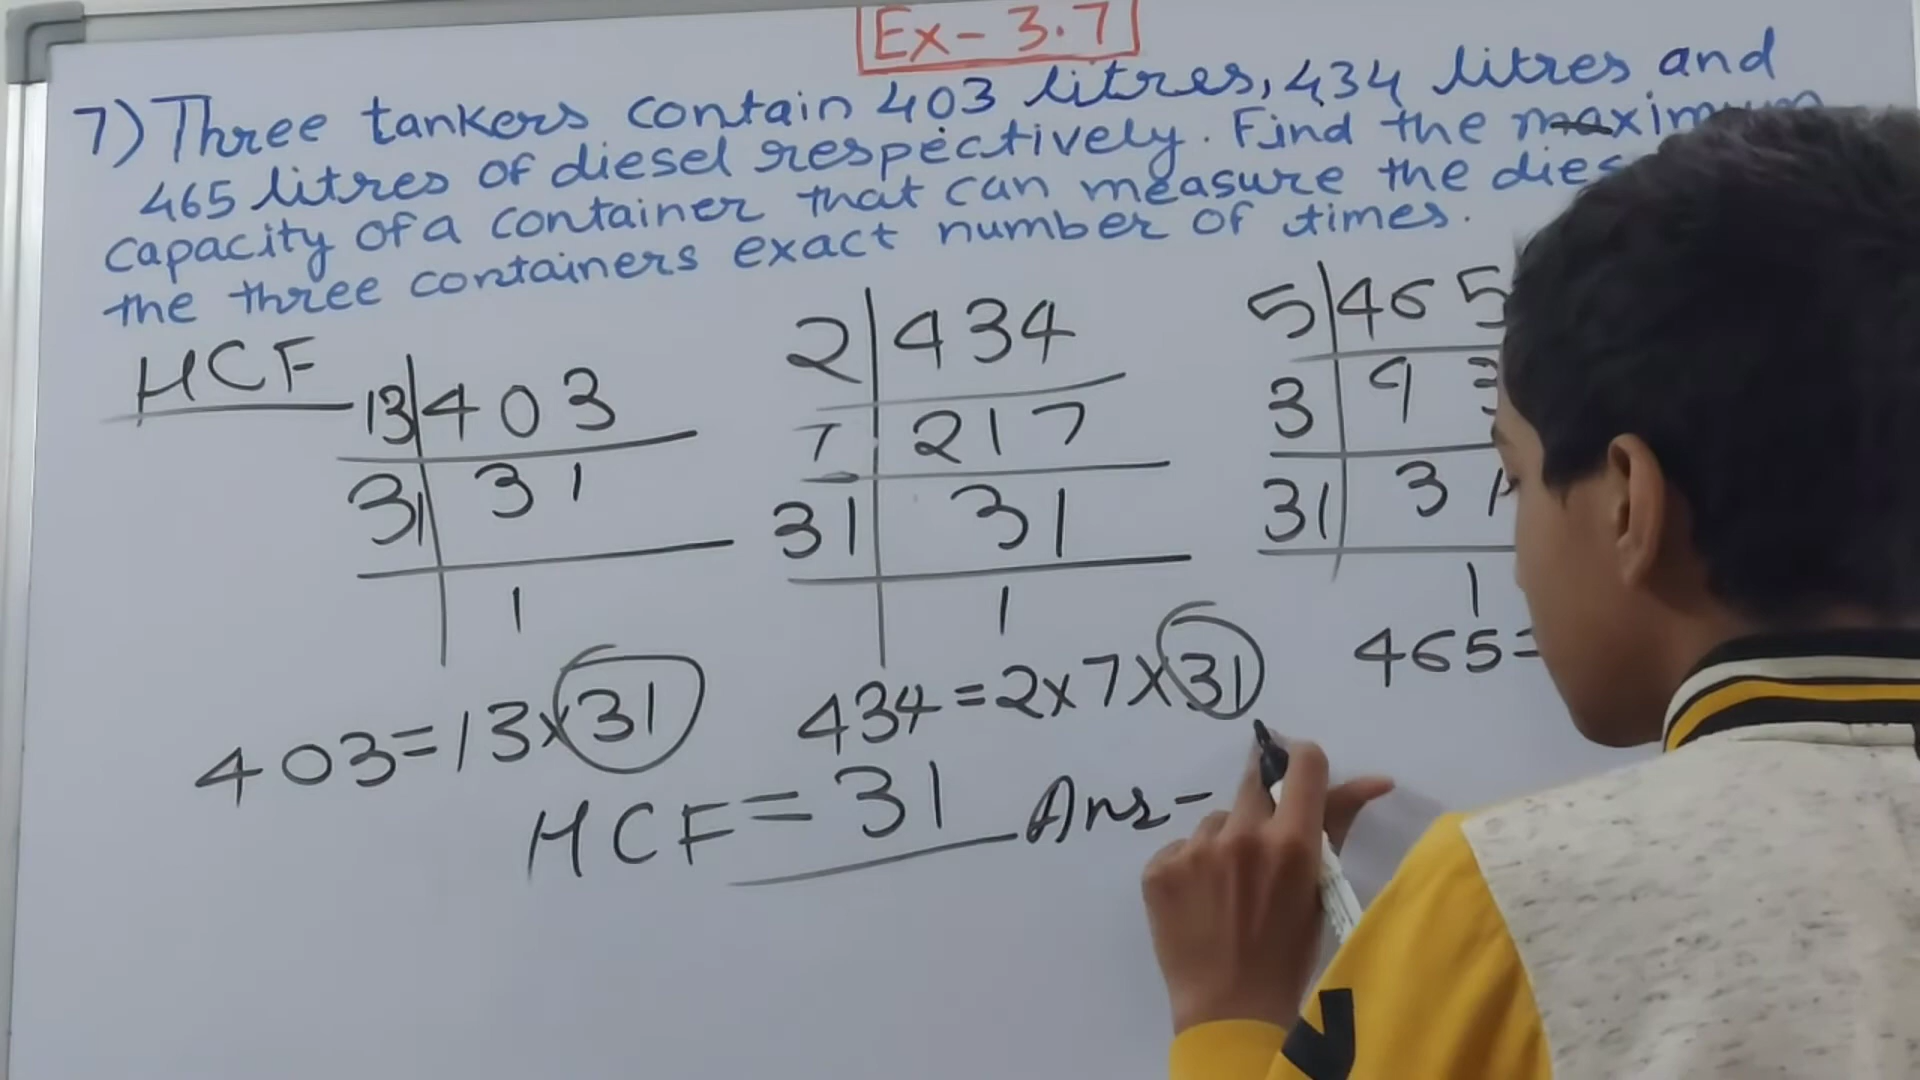 Ex-3.7
7) Three tankers contain 403 litres, 434 litres and
465 litres of diesel respectively. Find the maximum
capacity of a container that can measure the
the three containers exact number of times.
HCF
13 403
31 31
1
2 434
7 217
31 31
1
5 465
3 9
31 3
1
403=13×31
434=2×7×31
465=
HCF=31 Ans-